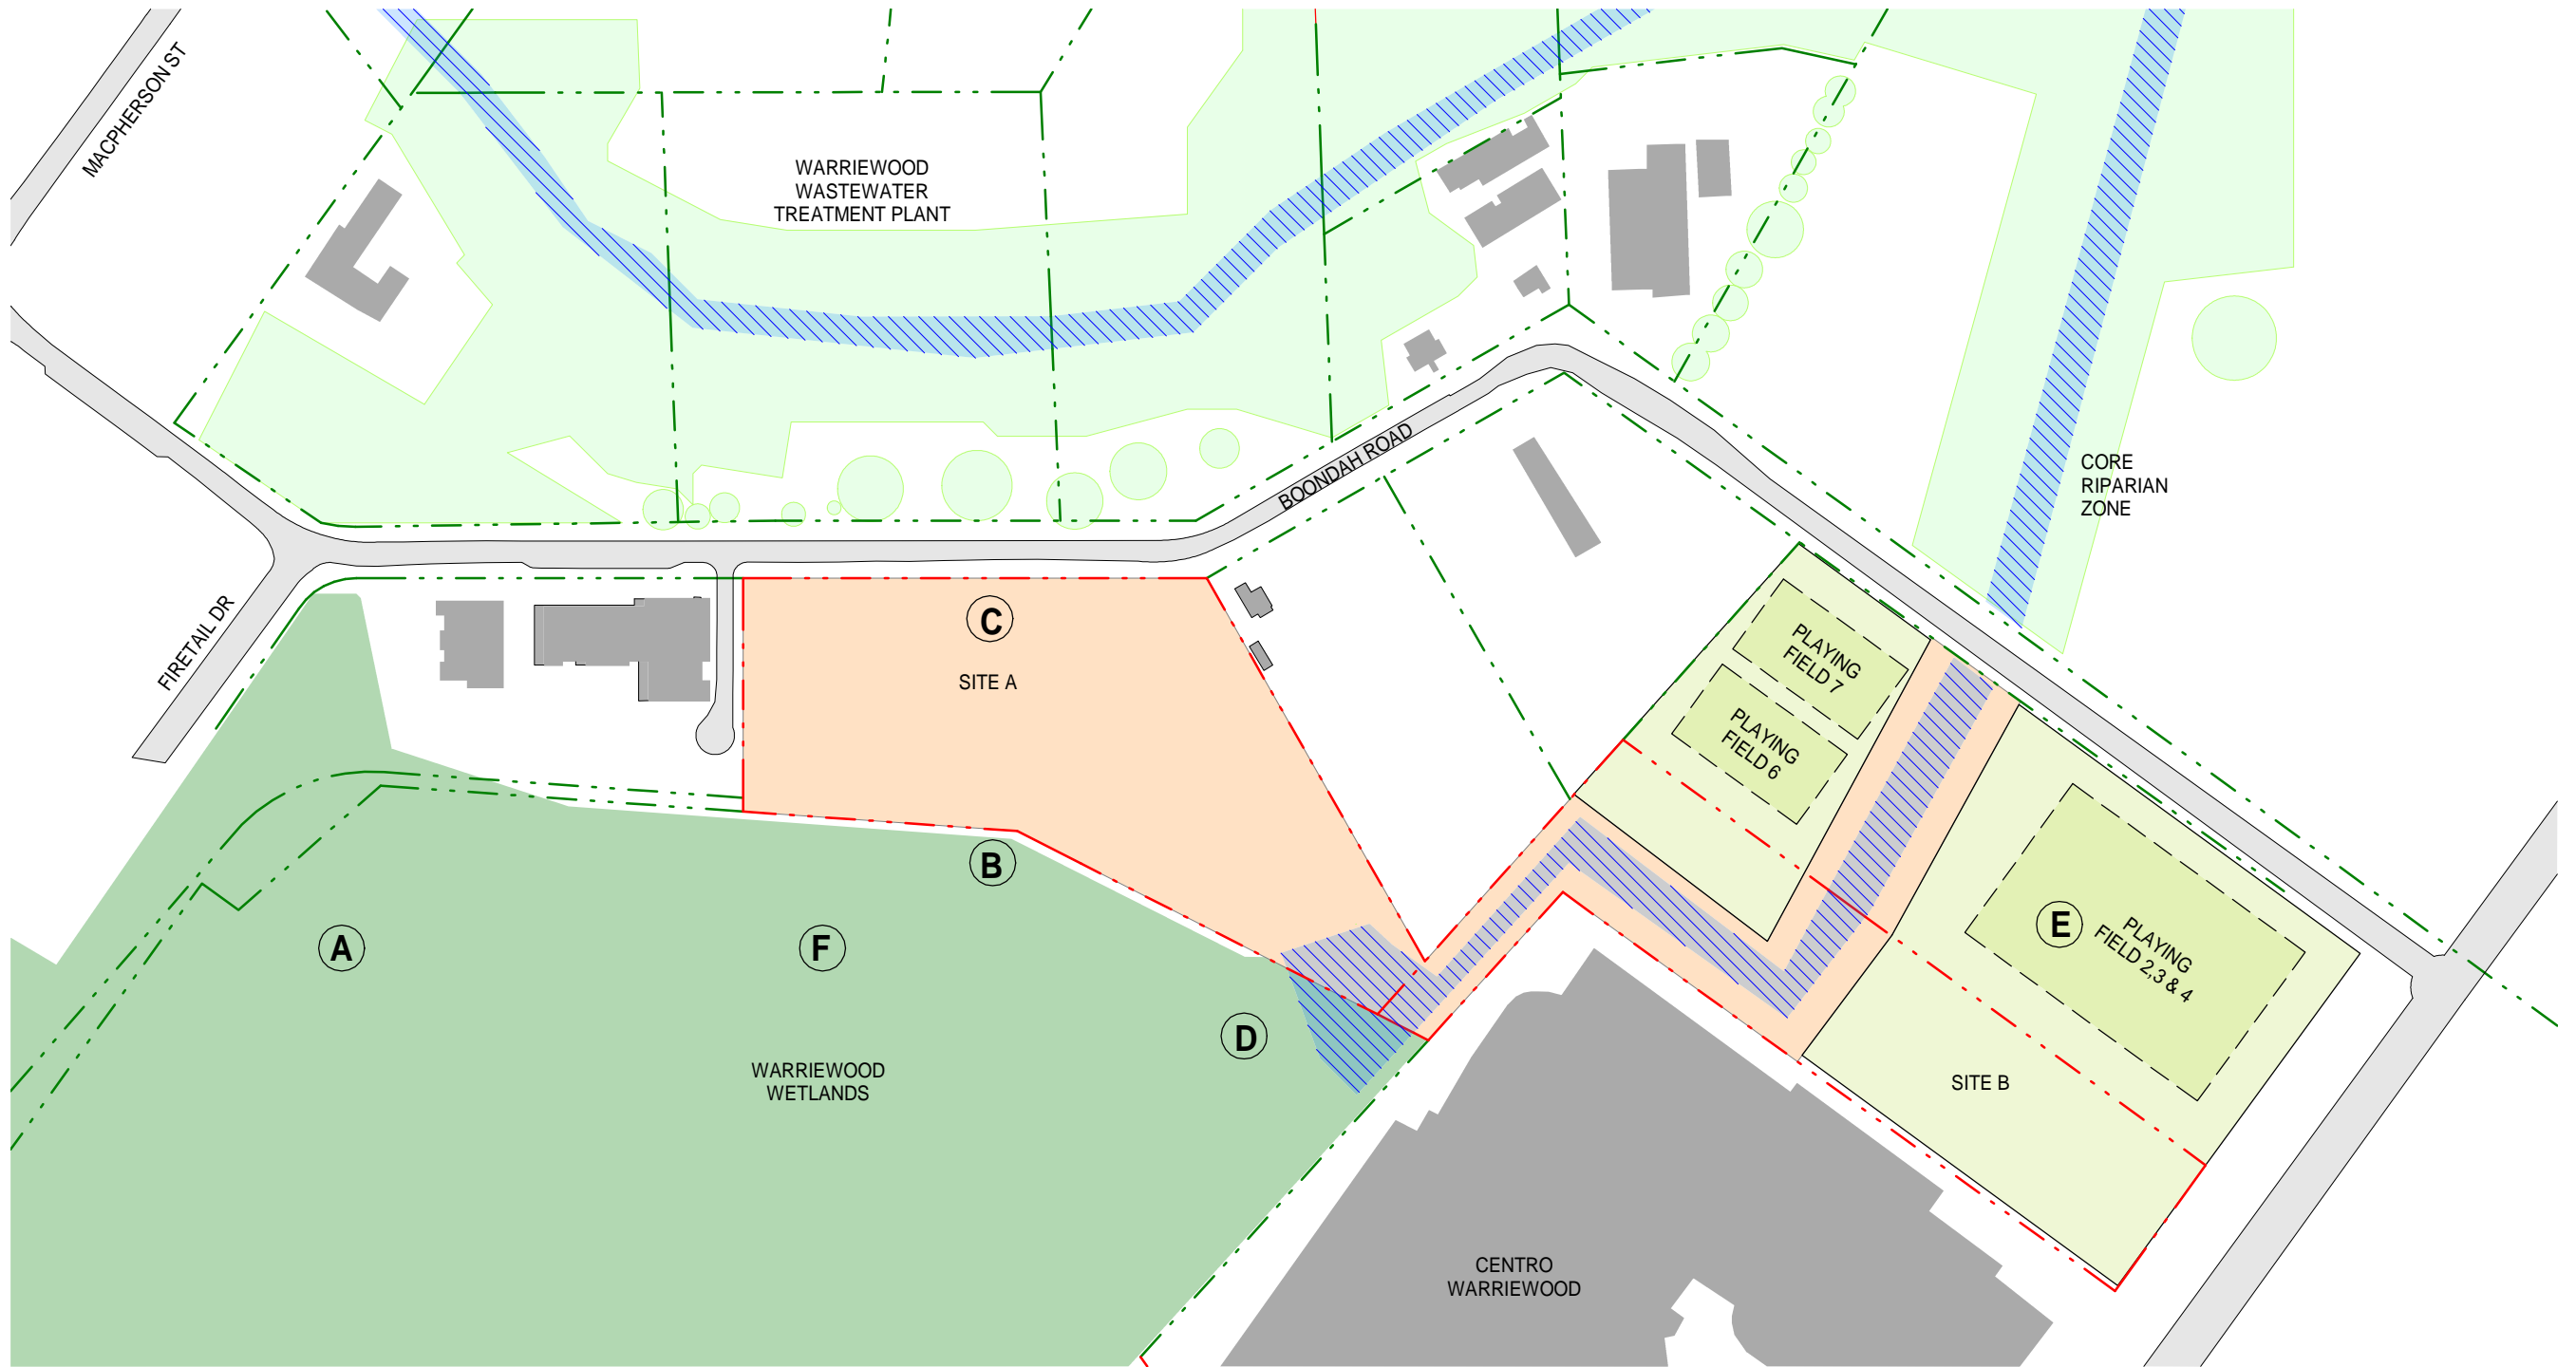 MACPHERSON ST
WARRIEWOOD
WASTEWATER
TREATMENT PLANT
BOONDAH ROAD
CORE
RIPARIAN
ZONE
FIRETAIL DR
C
SITE A
PLAYING
FIELD 7
PLAYING
FIELD 6
B
A
F
E
PLAYING
FIELD 2,3 & 4
D
WARRIEWOOD
WETLANDS
SITE B
CENTRO
WARRIEWOOD